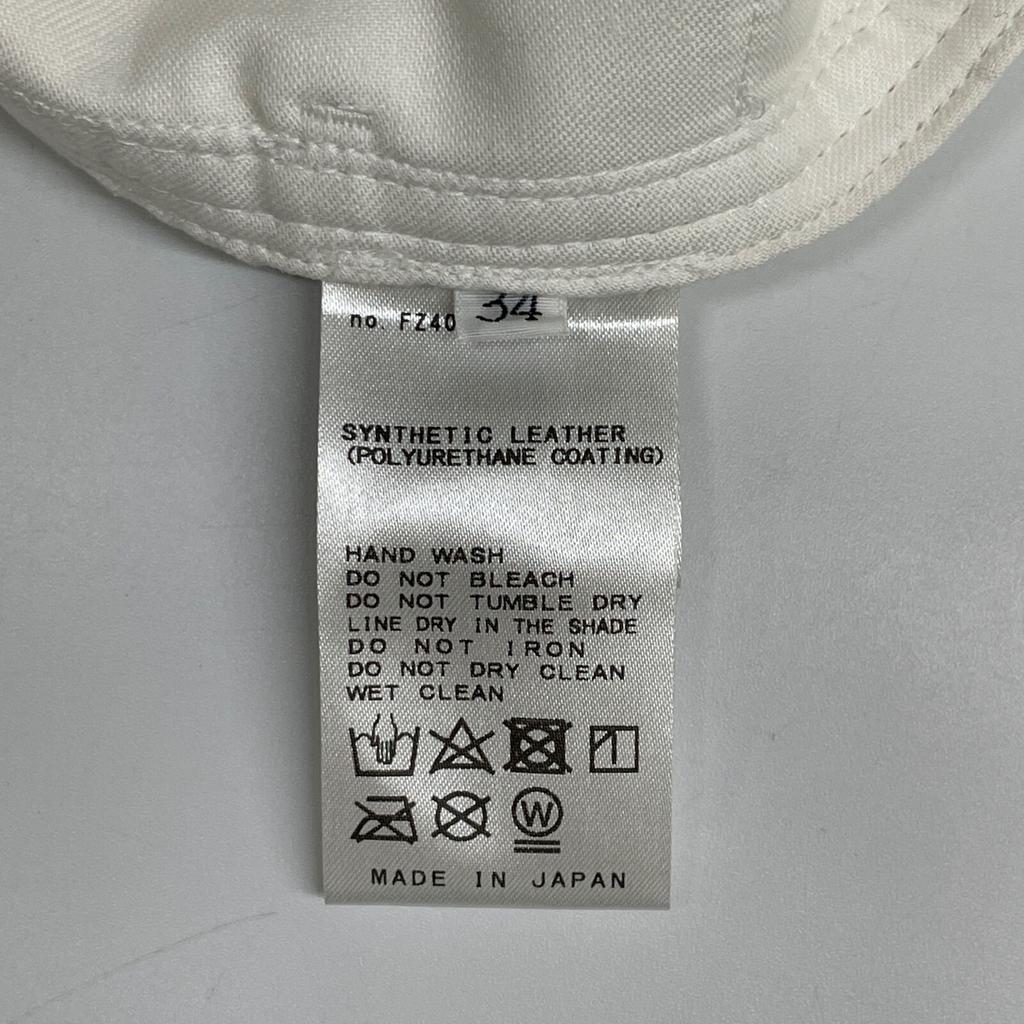 34
no. FZ40
SYNTHETIC LEATHER
(POLYURETHANE COATING)
HAND WASH
DO NOT BLEACH
DO NOT TUMBLE DRY
LINE DRY IN THE SHADE
DO NOT IRON
DO NOT DRY CLEAN
WET CLEAN
W
MADE IN JAPAN